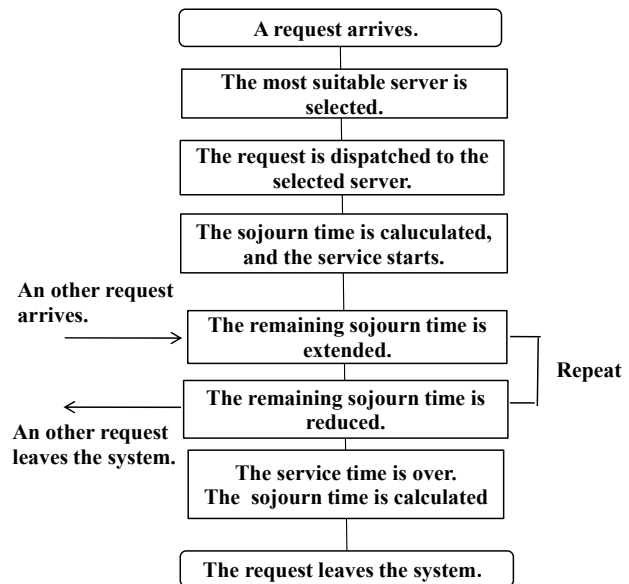 A request arrives.
The most suitable server is
selected.
The request is dispatched to the
selected server.
The sojourn time is caluculated,
and the service starts.
An other request
arrives.
The remaining sojourn time is
extended.
Repeat
The remaining sojourn time is
reduced.
An other request
leaves the system.
The service time is over.
The sojourn time is calculated
The request leaves the system.